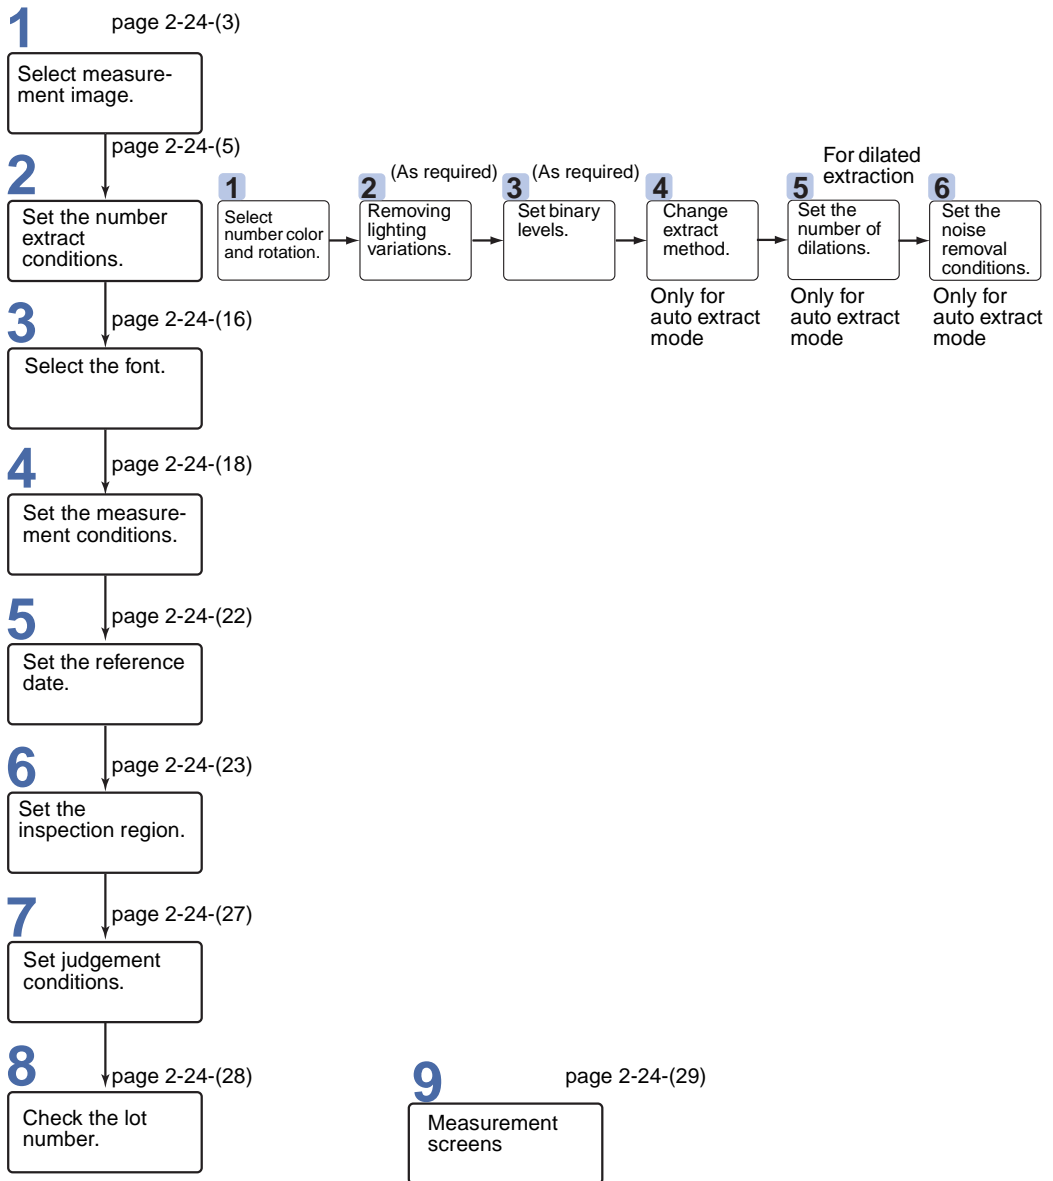 1
page 2-24-(3)
Select measure-
ment image.
page 2-24-(5)
2
Set the number
extract
conditions.
1
Select
number color
and rotation.
(As required)
2
Removing
lighting
variations.
(As required)
3
Set binary
levels.
4
Change
extract
method.
Only for
auto extract
mode
For dilated
extraction
5
Set the
number of
dilations.
Only for
auto extract
mode
6
Set the
noise
removal
conditions.
Only for
auto extract
mode
3
page 2-24-(16)
Select the font.
4
page 2-24-(18)
Set the measure-
ment conditions.
5
page 2-24-(22)
Set the reference
date.
6
page 2-24-(23)
Set the
inspection region.
7
page 2-24-(27)
Set judgement
conditions.
8
page 2-24-(28)
Check the lot
number.
9
page 2-24-(29)
Measurement
screens